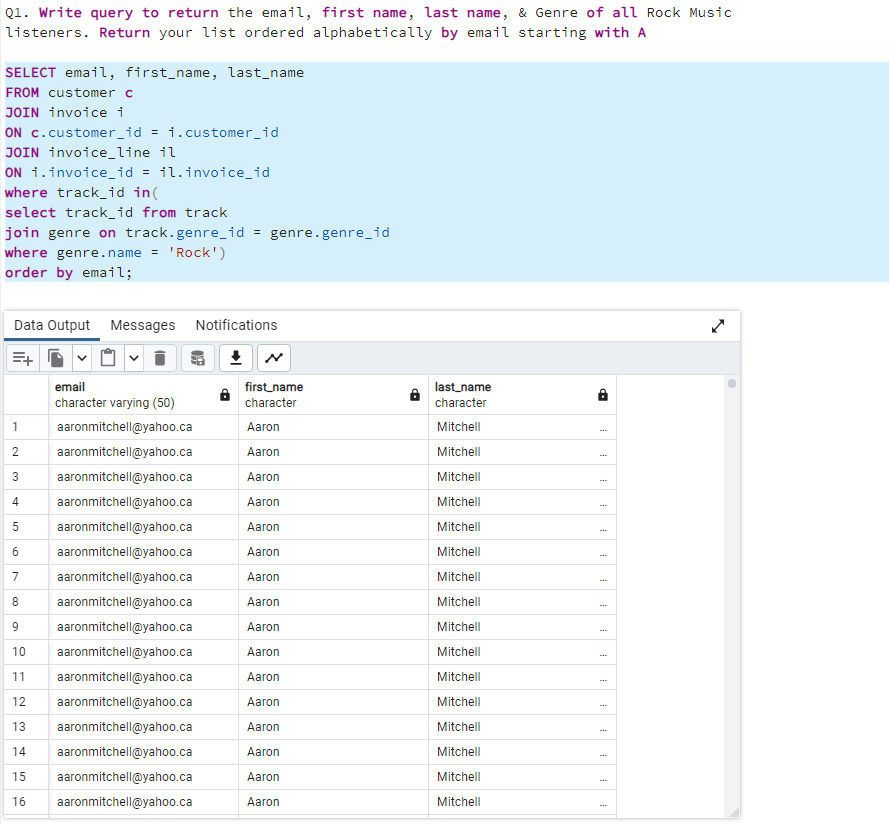 Q1. Write query to return the email, first name, last name, & Genre of all Rock Music
listeners. Return your list ordered alphabetically by email starting with A
SELECT email, first_name, last_name
FROM customer c
JOIN invoice i
ON c.customer_id = i.customer_id
JOIN invoice_line il
ON i.invoice_id = il.invoice_id
where track_id in(
select track_id from track
join genre on track.genre_id = genre.genre_id
where genre.name = 'Rock')
order by email;
Data Output Messages Notifications
email first_name last_name
character varying (50) character character
1 aaronmitchell@yahoo.ca Aaron Mitchell ...
2 aaronmitchell@yahoo.ca Aaron Mitchell ...
3 aaronmitchell@yahoo.ca Aaron Mitchell ...
4 aaronmitchell@yahoo.ca Aaron Mitchell ...
5 aaronmitchell@yahoo.ca Aaron Mitchell ...
6 aaronmitchell@yahoo.ca Aaron Mitchell ...
7 aaronmitchell@yahoo.ca Aaron Mitchell ...
8 aaronmitchell@yahoo.ca Aaron Mitchell ...
9 aaronmitchell@yahoo.ca Aaron Mitchell ...
10 aaronmitchell@yahoo.ca Aaron Mitchell ...
11 aaronmitchell@yahoo.ca Aaron Mitchell ...
12 aaronmitchell@yahoo.ca Aaron Mitchell ...
13 aaronmitchell@yahoo.ca Aaron Mitchell ...
14 aaronmitchell@yahoo.ca Aaron Mitchell ...
15 aaronmitchell@yahoo.ca Aaron Mitchell ...
16 aaronmitchell@yahoo.ca Aaron Mitchell ...